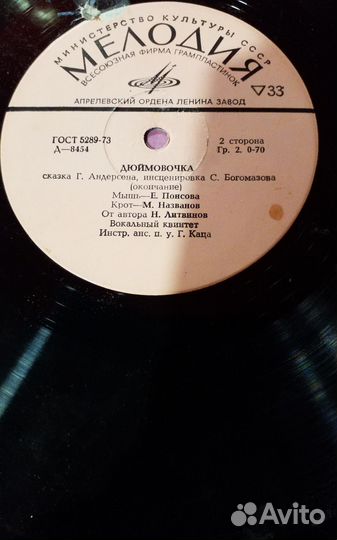 МИНИСТЕРСТВО КУЛЬТУРЫ СССР
МЕЛОДИЯ
ВСЕСОЮЗНАЯ ФИРМА ГРАМПЛАСТИНОК
АПРЕЛЕВСКИЙ ОРДЕНА ЛЕНИНА ЗАВОД
33
ГОСТ 5289-73 2 сторона
Д—8454 Гр. 2. 0-70
ДЮЙМОВОЧКА
сказка Г. Андерсена, инсценировка С. Богомазова
(окончание)
Мышь—Е. Понсова
Крот—М. Названов
От автора Н. Литвинов
Вокальный квинтет
Инстр. анс. п. у. Г. Каца
Avito